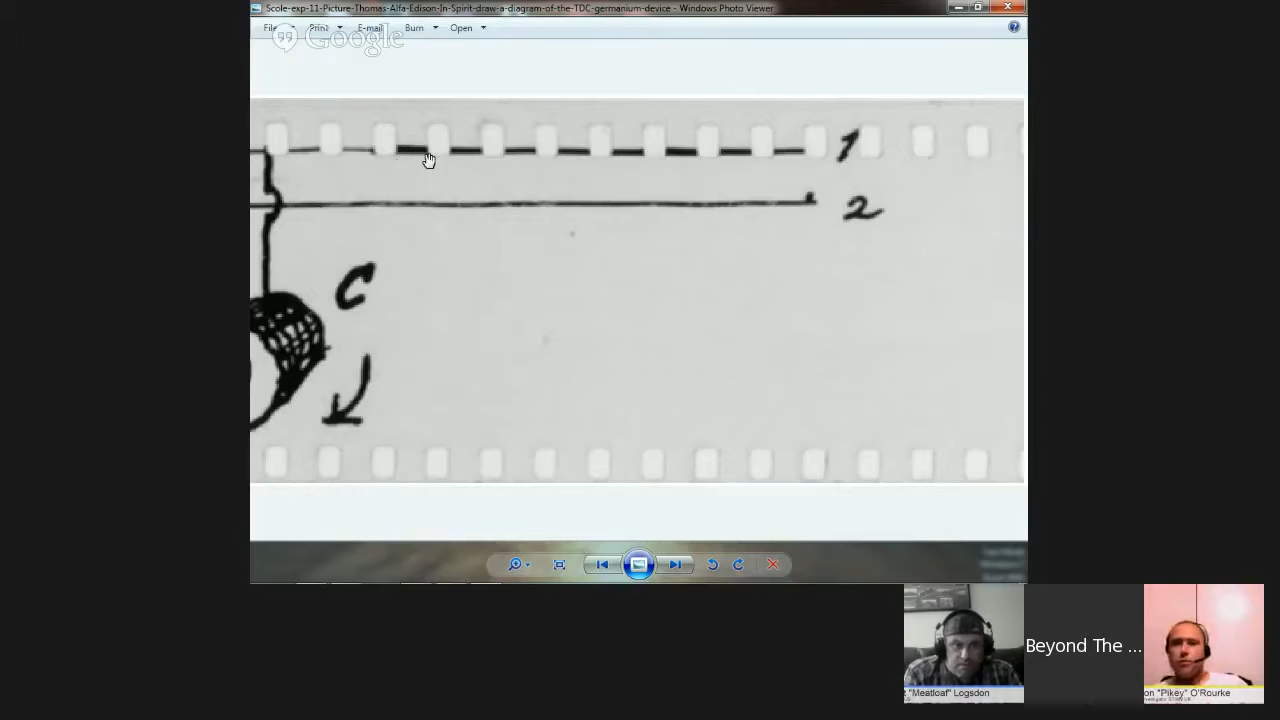 Scole-exp-11-Picture-Thomas-Alfa-Edison-In-Spirit-draw-a-diagram-of-the-TDC-germanium-device - Windows Photo Viewer
File Print E-mail Burn Open
Google
1
2
C
Beyond The ...
t "Meatloaf" Logsdon
on "Pikey" O'Rourke